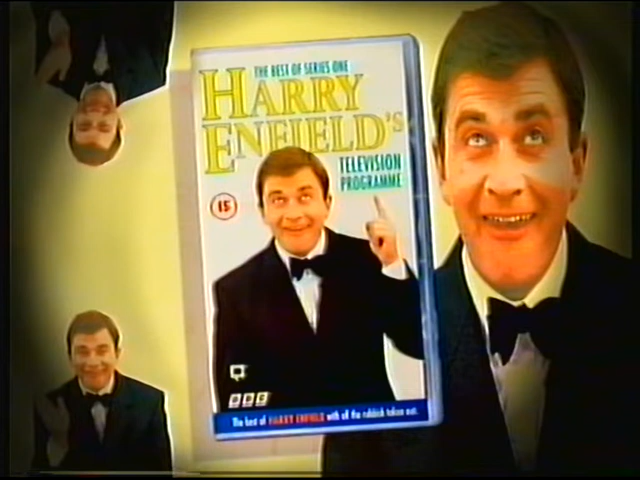 THE BEST OF SERIES ONE
HARRY
ENFIELD's
TELEVISION
PROGRAMME
15
BBC
The best of HARRY ENFIELD with all the rubbish taken out.